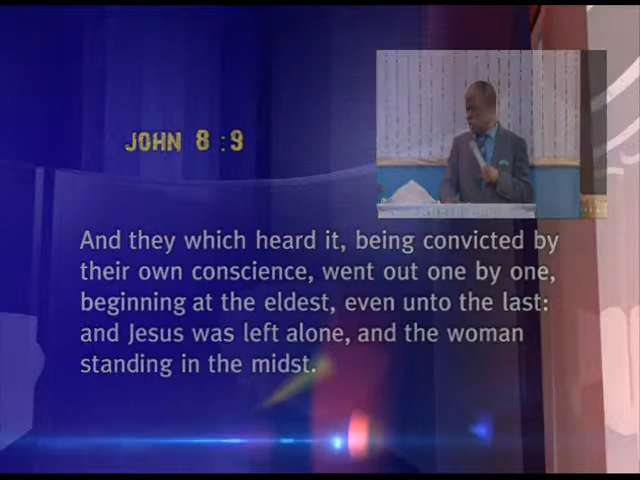 JOHN 8:9
And they which heard it, being convicted by
their own conscience, went out one by one,
beginning at the eldest, even unto the last:
and Jesus was left alone, and the woman
standing in the midst.